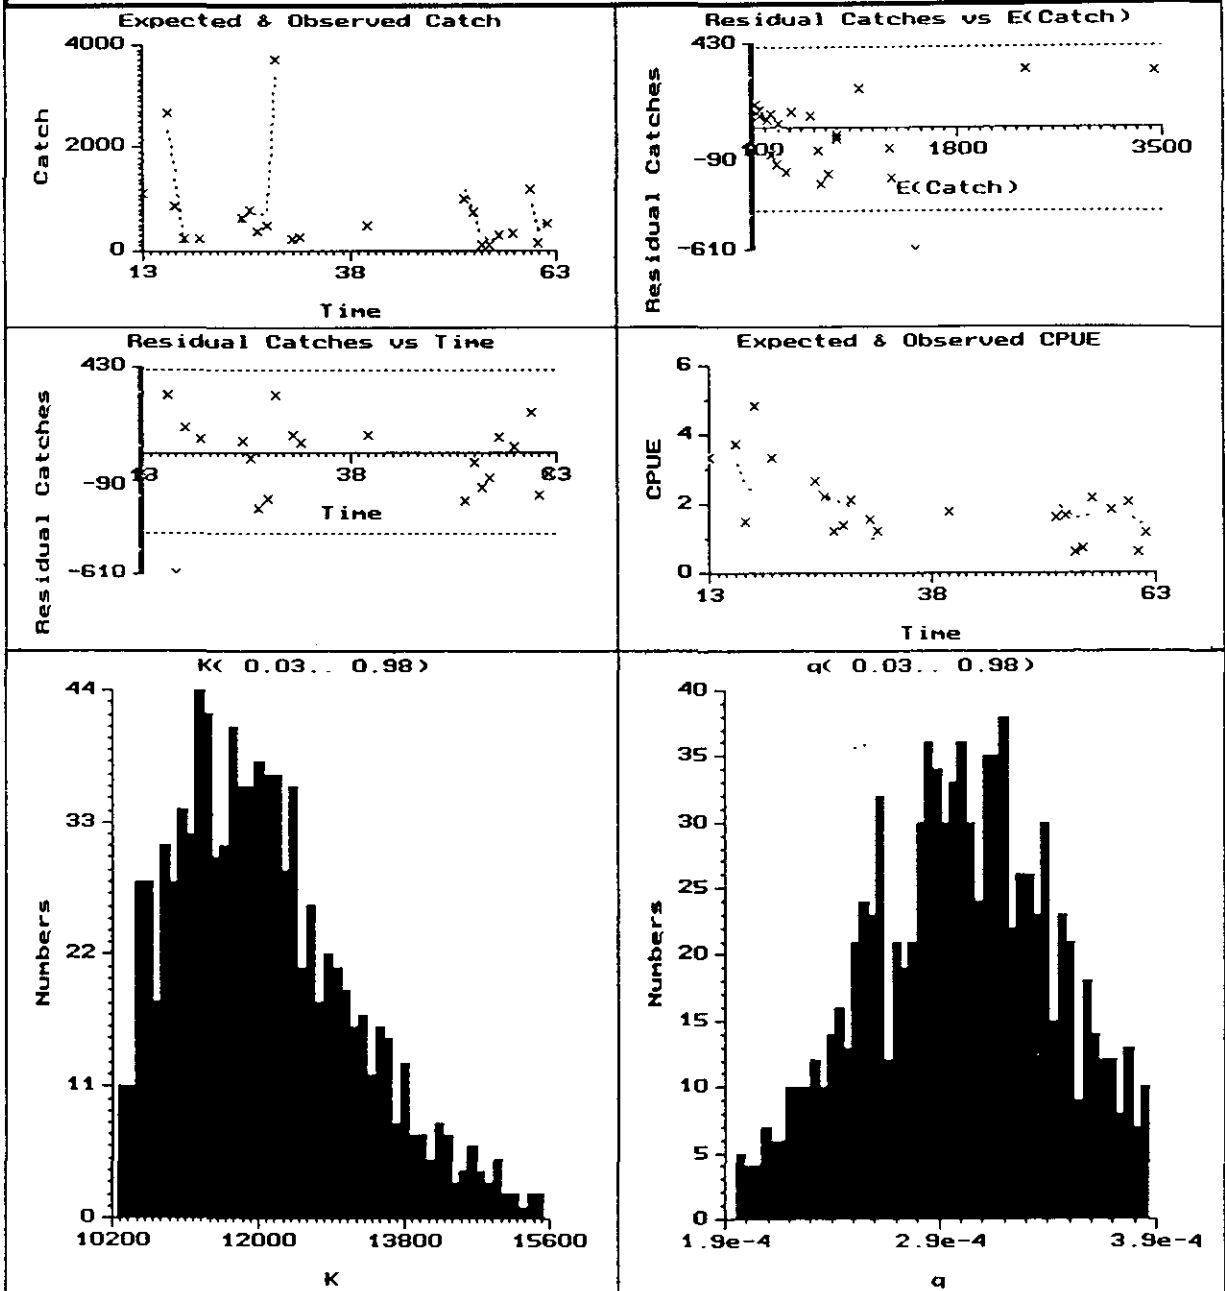 Expected & Observed Catch
4000
2000
0
Catch
13
38
63
Time
Residual Catches vs E(Catch)
430
-90
-610
Residual Catches
100
1800
3500
E(Catch)
Residual Catches vs Time
430
-90
-610
Residual Catches
13
38
63
Time
Expected & Observed CPUE
6
4
2
0
CPUE
13
38
63
Time
K( 0.03.. 0.98)
44
33
22
11
0
Numbers
10200
12000
13800
15600
K
q( 0.03.. 0.98)
40
35
30
25
20
15
10
5
0
Numbers
1.9e-4
2.9e-4
3.9e-4
q